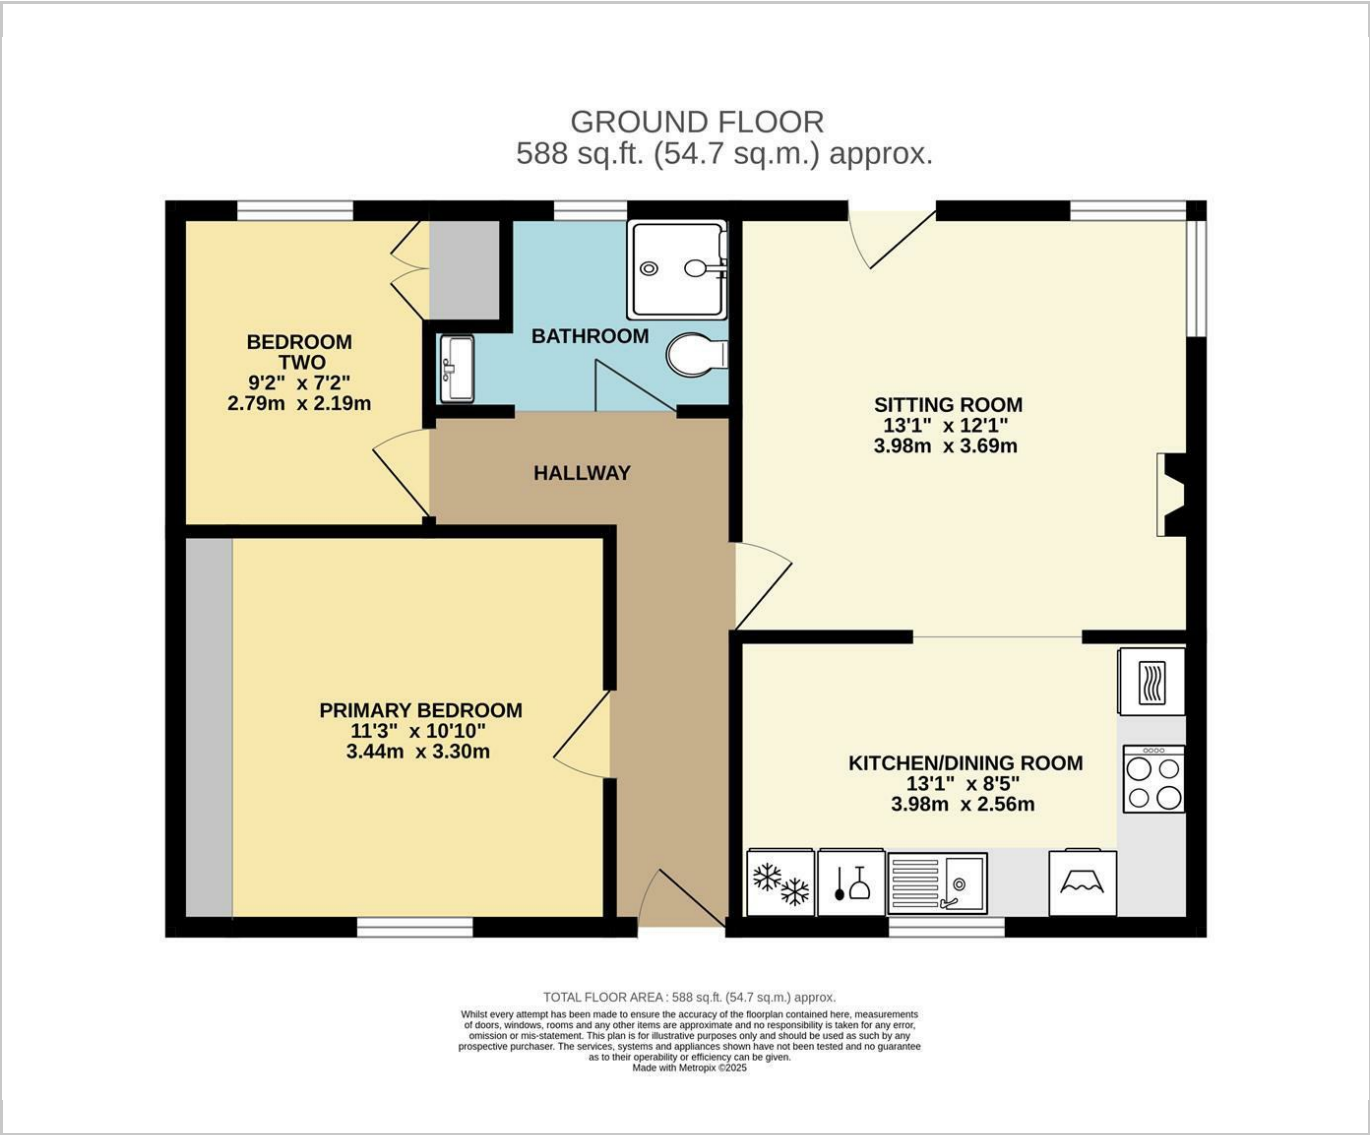 GROUND FLOOR
588 sq.ft. (54.7 sq.m.) approx.
BEDROOM
TWO
9'2" x 7'2"
2.79m x 2.19m
BATHROOM
HALLWAY
SITTING ROOM
13'1" x 12'1"
3.98m x 3.69m
PRIMARY BEDROOM
11'3" x 10'10"
3.44m x 3.30m
KITCHEN/DINING ROOM
13'1" x 8'5"
3.98m x 2.56m
TOTAL FLOOR AREA : 588 sq.ft. (54.7 sq.m.) approx.
Whilst every attempt has been made to ensure the accuracy of the floorplan contained here, measurements
of doors, windows, rooms and any other items are approximate and no responsibility is taken for any error,
omission or mis-statement. This plan is for illustrative purposes only and should be used as such by any
prospective purchaser. The services, systems and appliances shown have not been tested and no guarantee
as to their operability or efficiency can be given.
Made with Metropix ©2025